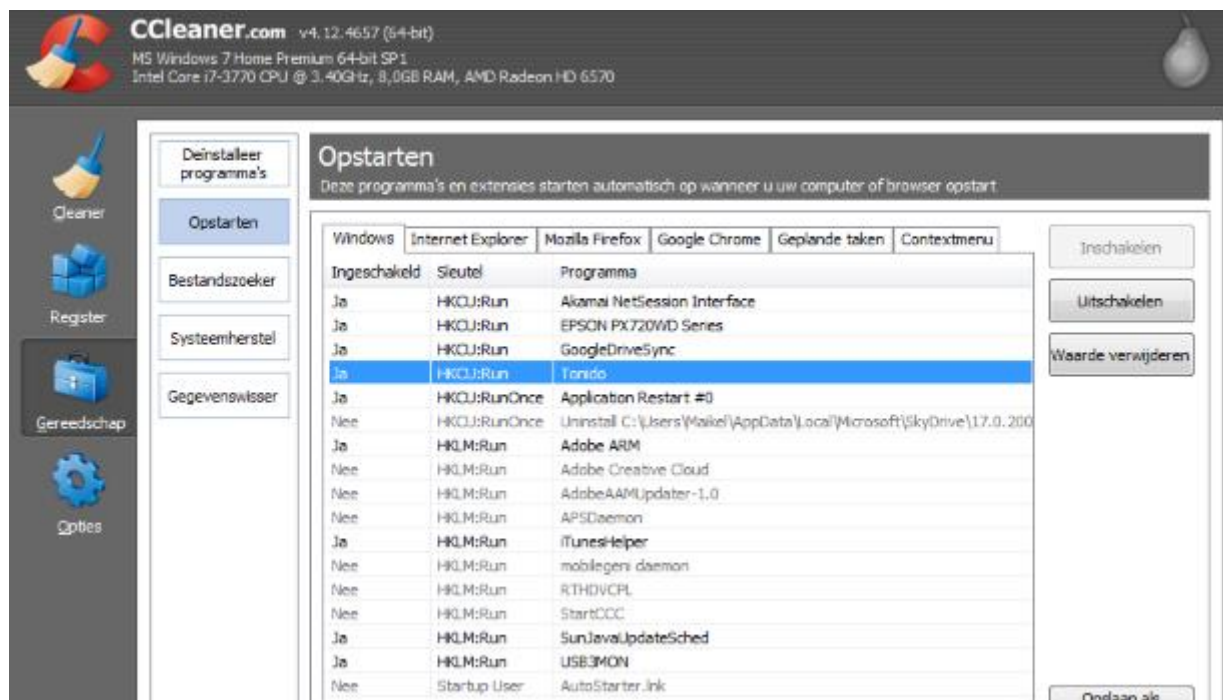 CCleaner.com v4.12.4657 (64-bit)
MS Windows 7 Home Premium 64-bit SP1
Intel Core i7-3770 CPU @ 3.40GHz, 8,0GB RAM, AMD Radeon HD 6570
Cleaner
Register
Gereedschap
Opties
Deïnstalleer
programma's
Opstarten
Bestandszoeker
Systeemherstel
Gegevenswisser
Opstarten
Deze programma's en extensies starten automatisch op wanneer u uw computer of browser opstart
Windows Internet Explorer Mozilla Firefox Google Chrome Geplande taken Contextmenu
Ingeschakeld Sleutel Programma
Ja HKCU:Run Akamai NetSession Interface
Ja HKCU:Run EPSON PX720WD Series
Ja HKCU:Run GoogleDriveSync
Ja HKCU:Run Tonido
Ja HKCU:RunOnce Application Restart #0
Nee HKCU:RunOnce Uninstall C:\Users\Maikel\AppData\Local\Microsoft\SkyDrive\17.0.200
Ja HKLM:Run Adobe ARM
Nee HKLM:Run Adobe Creative Cloud
Nee HKLM:Run AdobeAAMUpdater-1.0
Nee HKLM:Run APSDaemon
Ja HKLM:Run iTunesHelper
Nee HKLM:Run mobilegeni daemon
Nee HKLM:Run RTHDVCPL
Nee HKLM:Run StartCCC
Ja HKLM:Run SunJavaUpdateSched
Ja HKLM:Run USB3MON
Nee Startup User AutoStarter.lnk
Inschakelen
Uitschakelen
Waarde verwijderen
Opslaan als